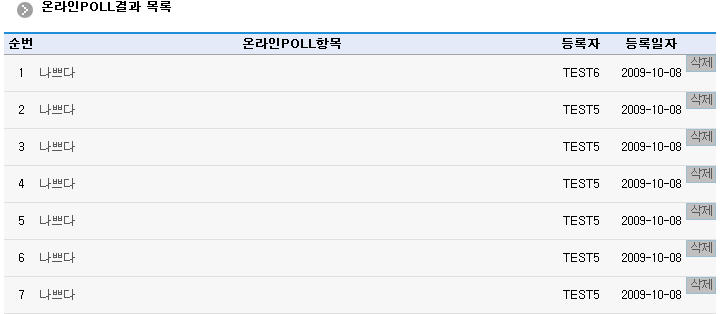 온라인POLL결과 목록
순번 온라인POLL항목 등록자 등록일자
1 나쁘다 TEST6 2009-10-08 삭제
2 나쁘다 TEST5 2009-10-08 삭제
3 나쁘다 TEST5 2009-10-08 삭제
4 나쁘다 TEST5 2009-10-08 삭제
5 나쁘다 TEST5 2009-10-08 삭제
6 나쁘다 TEST5 2009-10-08 삭제
7 나쁘다 TEST5 2009-10-08 삭제